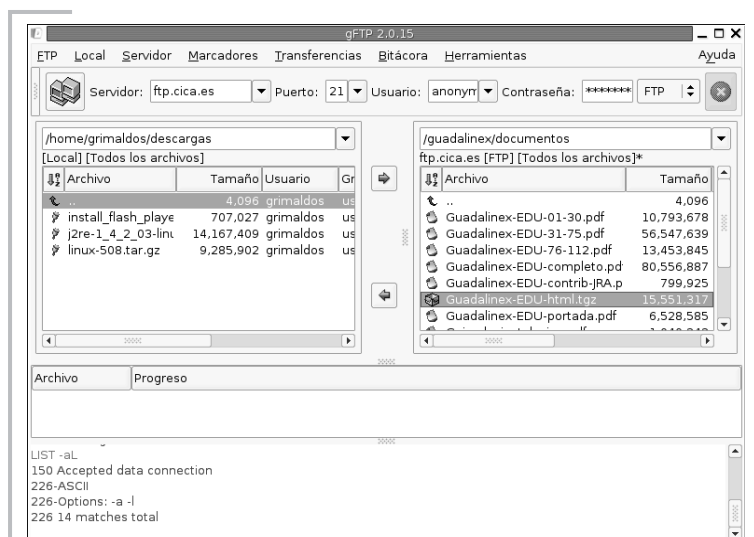 gFTP 2.0.15
FTP Local Servidor Marcadores Transferencias Bitácora Herramientas Ayuda
Servidor: ftp.cica.es Puerto: 21 Usuario: anonym Contraseña: ******* FTP
/home/grimaldos/descargas
[Local] [Todos los archivos]
Archivo Tamaño Usuario Gr
.. 4,096 grimaldos us
install_flash_playe 707,027 grimaldos us
j2re-1_4_2_03-linu 14,167,409 grimaldos us
linux-508.tar.gz 9,285,902 grimaldos us
/guadalinex/documentos
ftp.cica.es [FTP] [Todos los archivos]*
Archivo Tamaño
.. 4,096
Guadalinex-EDU-01-30.pdf 10,793,678
Guadalinex-EDU-31-75.pdf 56,547,639
Guadalinex-EDU-76-112.pdf 13,453,845
Guadalinex-EDU-completo.pd 80,556,887
Guadalinex-EDU-contrib-JRA.p 799,925
Guadalinex-EDU-html.tgz 15,551,317
Guadalinex-EDU-portada.pdf 6,528,585
Archivo Progreso
LIST -aL
150 Accepted data connection
226-ASCII
226-Options: -a -l
226 14 matches total